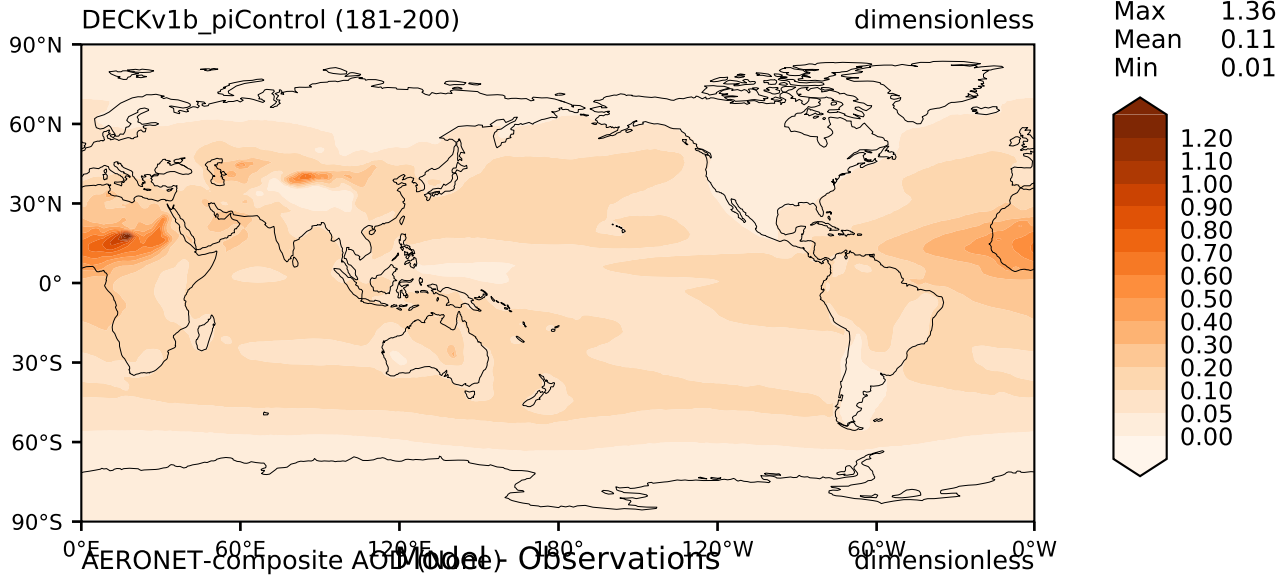 DECKv1b_piControl (181-200) dimensionless
Max 1.36
Mean 0.11
Min 0.01
90°N
60°N
30°N
0°
30°S
60°S
90°S
1.20
1.10
1.00
0.90
0.80
0.70
0.60
0.50
0.40
0.30
0.20
0.10
0.05
0.00
0°E 60°E 120°E 180° 120°W 60°W 0°W
AERONET-composite AOD (None) dimensionless
Model - Observations